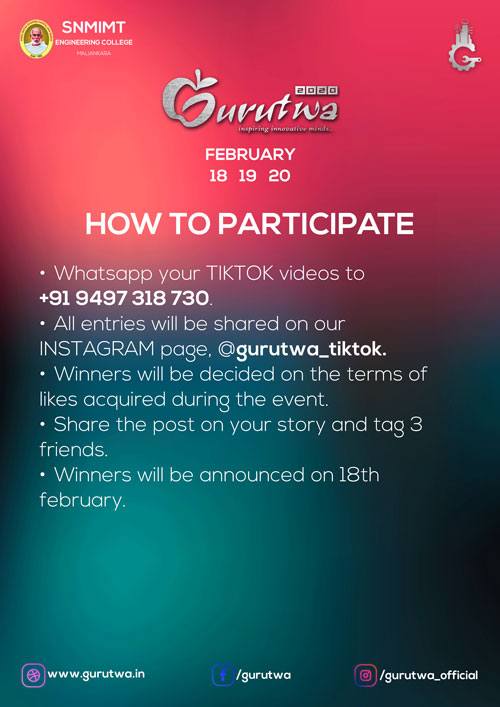 SNMIMT
ENGINEERING COLLEGE
MALIANKARA
2020
Gurutwa
inspiring innovative minds...
FEBRUARY
18 19 20
HOW TO PARTICIPATE
• Whatsapp your TIKTOK videos to
+91 9497 318 730.
• All entries will be shared on our
INSTAGRAM page, @gurutwa_tiktok.
• Winners will be decided on the terms of
likes acquired during the event.
• Share the post on your story and tag 3
friends.
• Winners will be announced on 18th
february.
www.gurutwa.in
/gurutwa
/gurutwa_official